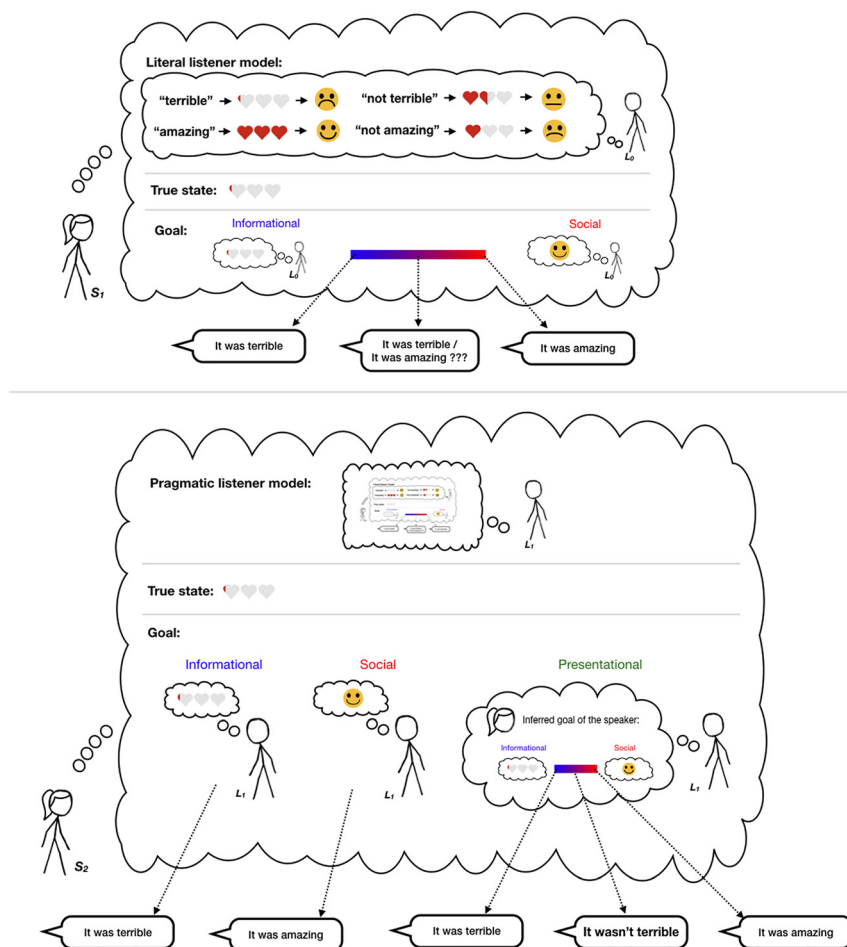 Literal listener model:
“terrible”
“not terrible”
“amazing”
“not amazing”
L₀
True state:
Goal:
Informational
Social
L₀
L₀
S₁
It was terrible
It was terrible /
It was amazing ???
It was amazing
Pragmatic listener model:
L₁
True state:
Goal:
Informational
Social
Presentational
Inferred goal of the speaker:
Informational
Social
L₁
L₁
L₁
S₂
It was terrible
It was amazing
It was terrible
It wasn’t terrible
It was amazing